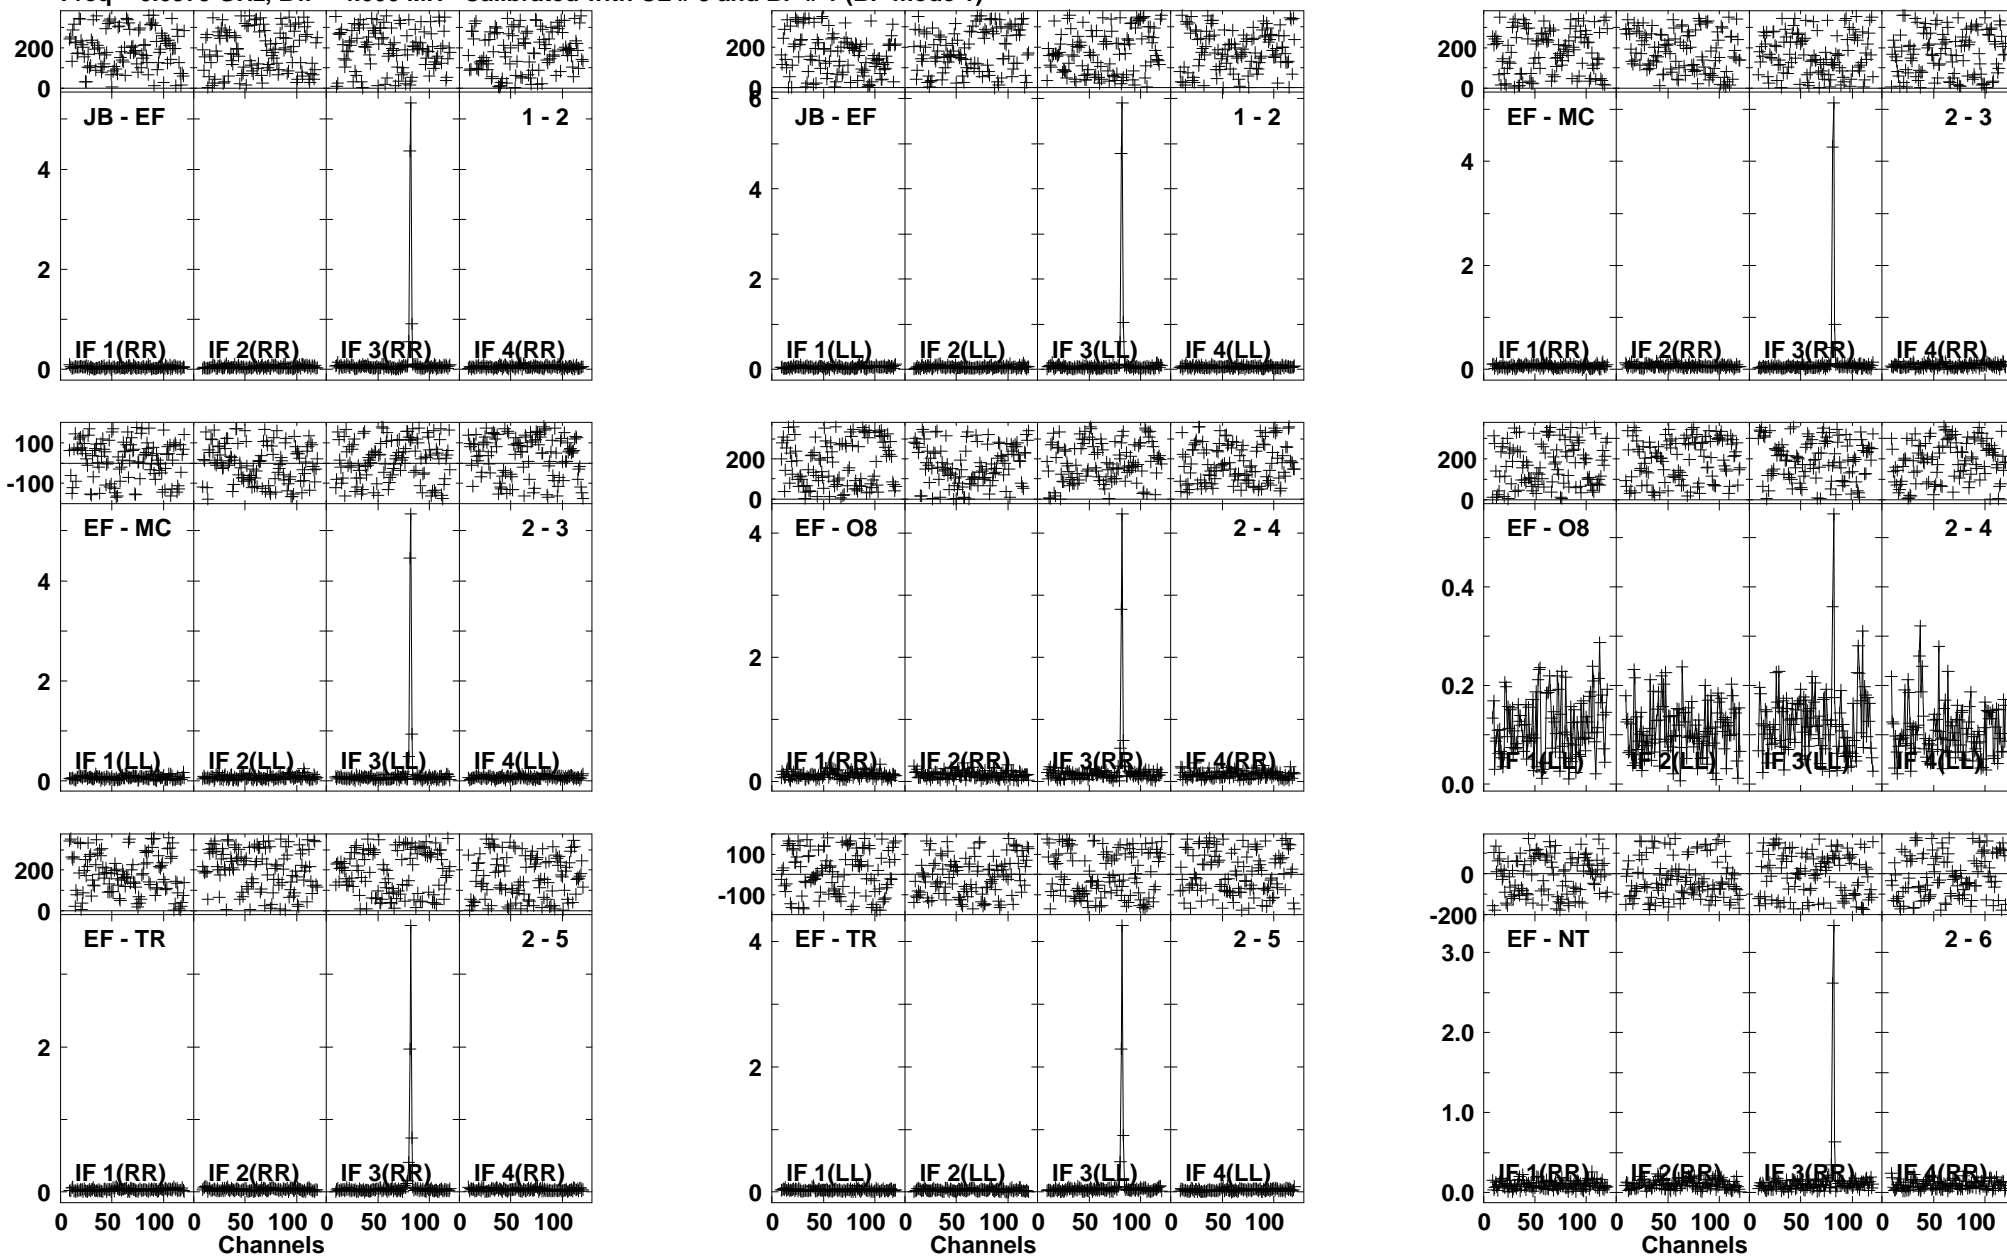 200
0
JB - EF
1 - 2
4
2
0
IF 1(RR)
IF 2(RR)
IF 3(RR)
IF 4(RR)
200
0
6
JB - EF
1 - 2
4
2
0
IF 1(LL)
IF 2(LL)
IF 3(LL)
IF 4(LL)
200
0
EF - MC
2 - 3
4
2
0
IF 1(RR)
IF 2(RR)
IF 3(RR)
IF 4(RR)
100
-100
EF - MC
2 - 3
4
2
0
IF 1(LL)
IF 2(LL)
IF 3(LL)
IF 4(LL)
200
0
EF - O8
2 - 4
4
2
0
IF 1(RR)
IF 2(RR)
IF 3(RR)
IF 4(RR)
200
0
EF - O8
2 - 4
0.4
0.2
0.0
IF 1(LL)
IF 2(LL)
IF 3(LL)
IF 4(LL)
200
0
EF - TR
2 - 5
2
0
IF 1(RR)
IF 2(RR)
IF 3(RR)
IF 4(RR)
0 50 100 0 50 100 0 50 100 0 50 100
Channels
100
-100
EF - TR
2 - 5
4
2
0
IF 1(LL)
IF 2(LL)
IF 3(LL)
IF 4(LL)
0 50 100 0 50 100 0 50 100 0 50 100
Channels
0
-200
EF - NT
2 - 6
3.0
2.0
1.0
0.0
IF 1(RR)
IF 2(RR)
IF 3(RR)
IF 4(RR)
0 50 100 0 50 100 0 50 100 0 50 100
Channels